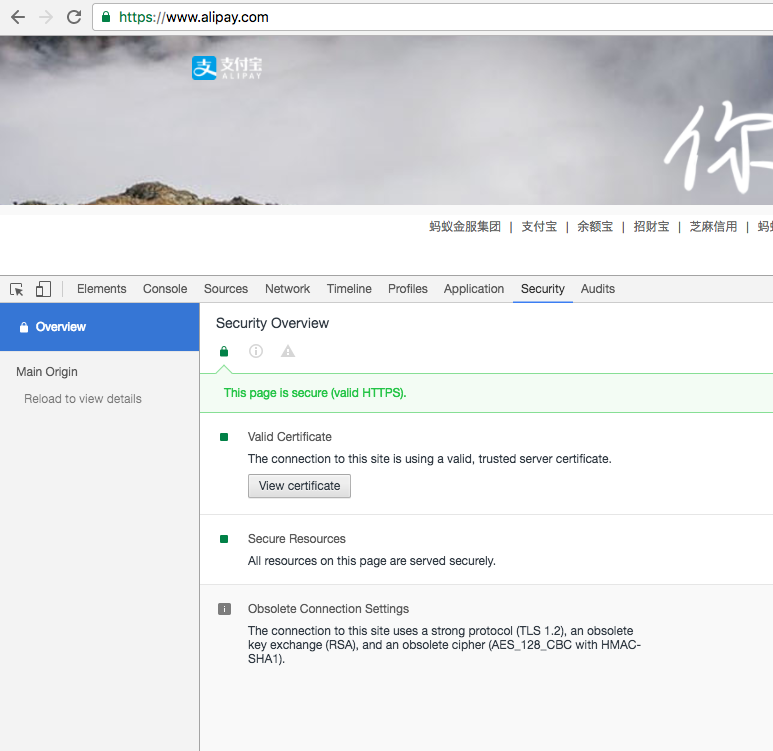 https://www.alipay.com
支付宝
ALIPAY
你
蚂蚁金服集团 | 支付宝 | 余额宝 | 招财宝 | 芝麻信用 |
Elements Console Sources Network Timeline Profiles Application Security Audits
Overview
Main Origin
Reload to view details
Security Overview
This page is secure (valid HTTPS).
Valid Certificate
The connection to this site is using a valid, trusted server certificate.
View certificate
Secure Resources
All resources on this page are served securely.
Obsolete Connection Settings
The connection to this site uses a strong protocol (TLS 1.2), an obsolete
key exchange (RSA), and an obsolete cipher (AES_128_CBC with HMAC-
SHA1).